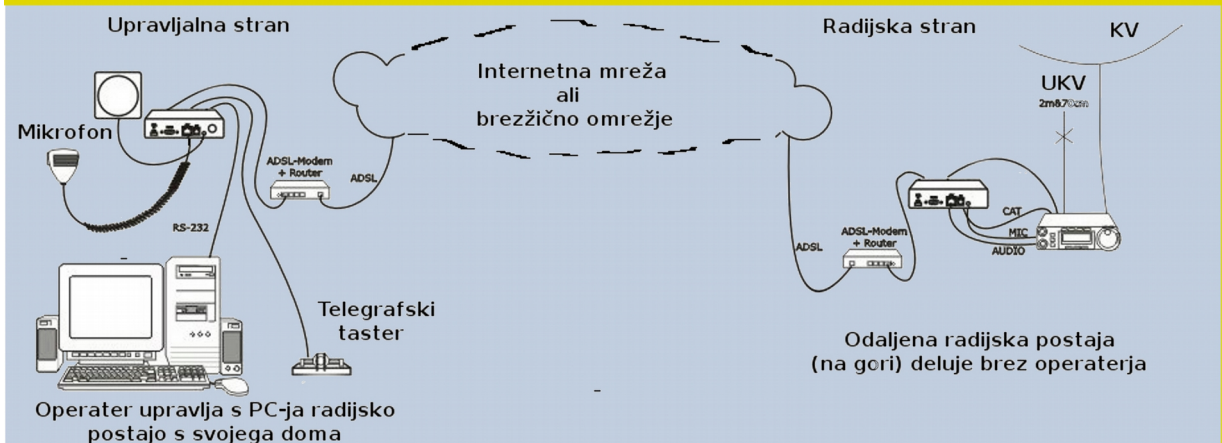 Upravljalna stran
Radijska stran
KV
Internetna mreža
ali
brezžično omrežje
UKV
2m&70cm
Mikrofon
ADSL-Modem
+ Router
ADSL
RS-232
CAT
MIC
AUDIO
ADSL
ADSL-Modem
+ Router
Telegrafski
taster
Odaljena radijska postaja
(na gori) deluje brez operaterja
Operater upravlja s PC-ja radijsko
postajo s svojega doma